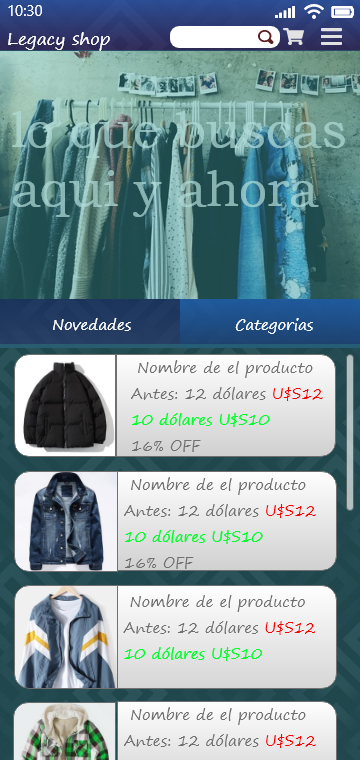 10:30
Legacy shop
lo que buscas
aqui y ahora
Novedades
Categorias
Nombre de el producto
Antes: 12 dólares U$S12
10 dólares U$S10
16% OFF
Nombre de el producto
Antes: 12 dólares U$S12
10 dólares U$S10
16% OFF
Nombre de el producto
Antes: 12 dólares U$S12
10 dólares U$S10
Nombre de el producto
Antes: 12 dólares U$S12